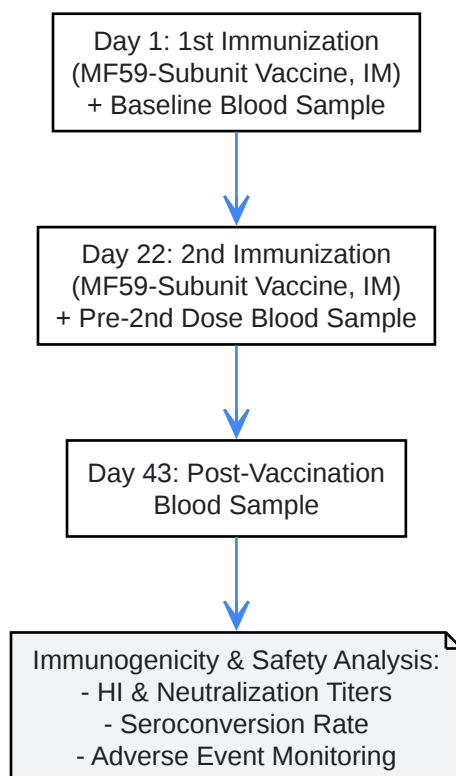 Day 1: 1st Immunization
(MF59-Subunit Vaccine, IM)
+ Baseline Blood Sample
Day 22: 2nd Immunization
(MF59-Subunit Vaccine, IM)
+ Pre-2nd Dose Blood Sample
Day 43: Post-Vaccination
Blood Sample
Immunogenicity & Safety Analysis:
- HI & Neutralization Titers
- Seroconversion Rate
- Adverse Event Monitoring